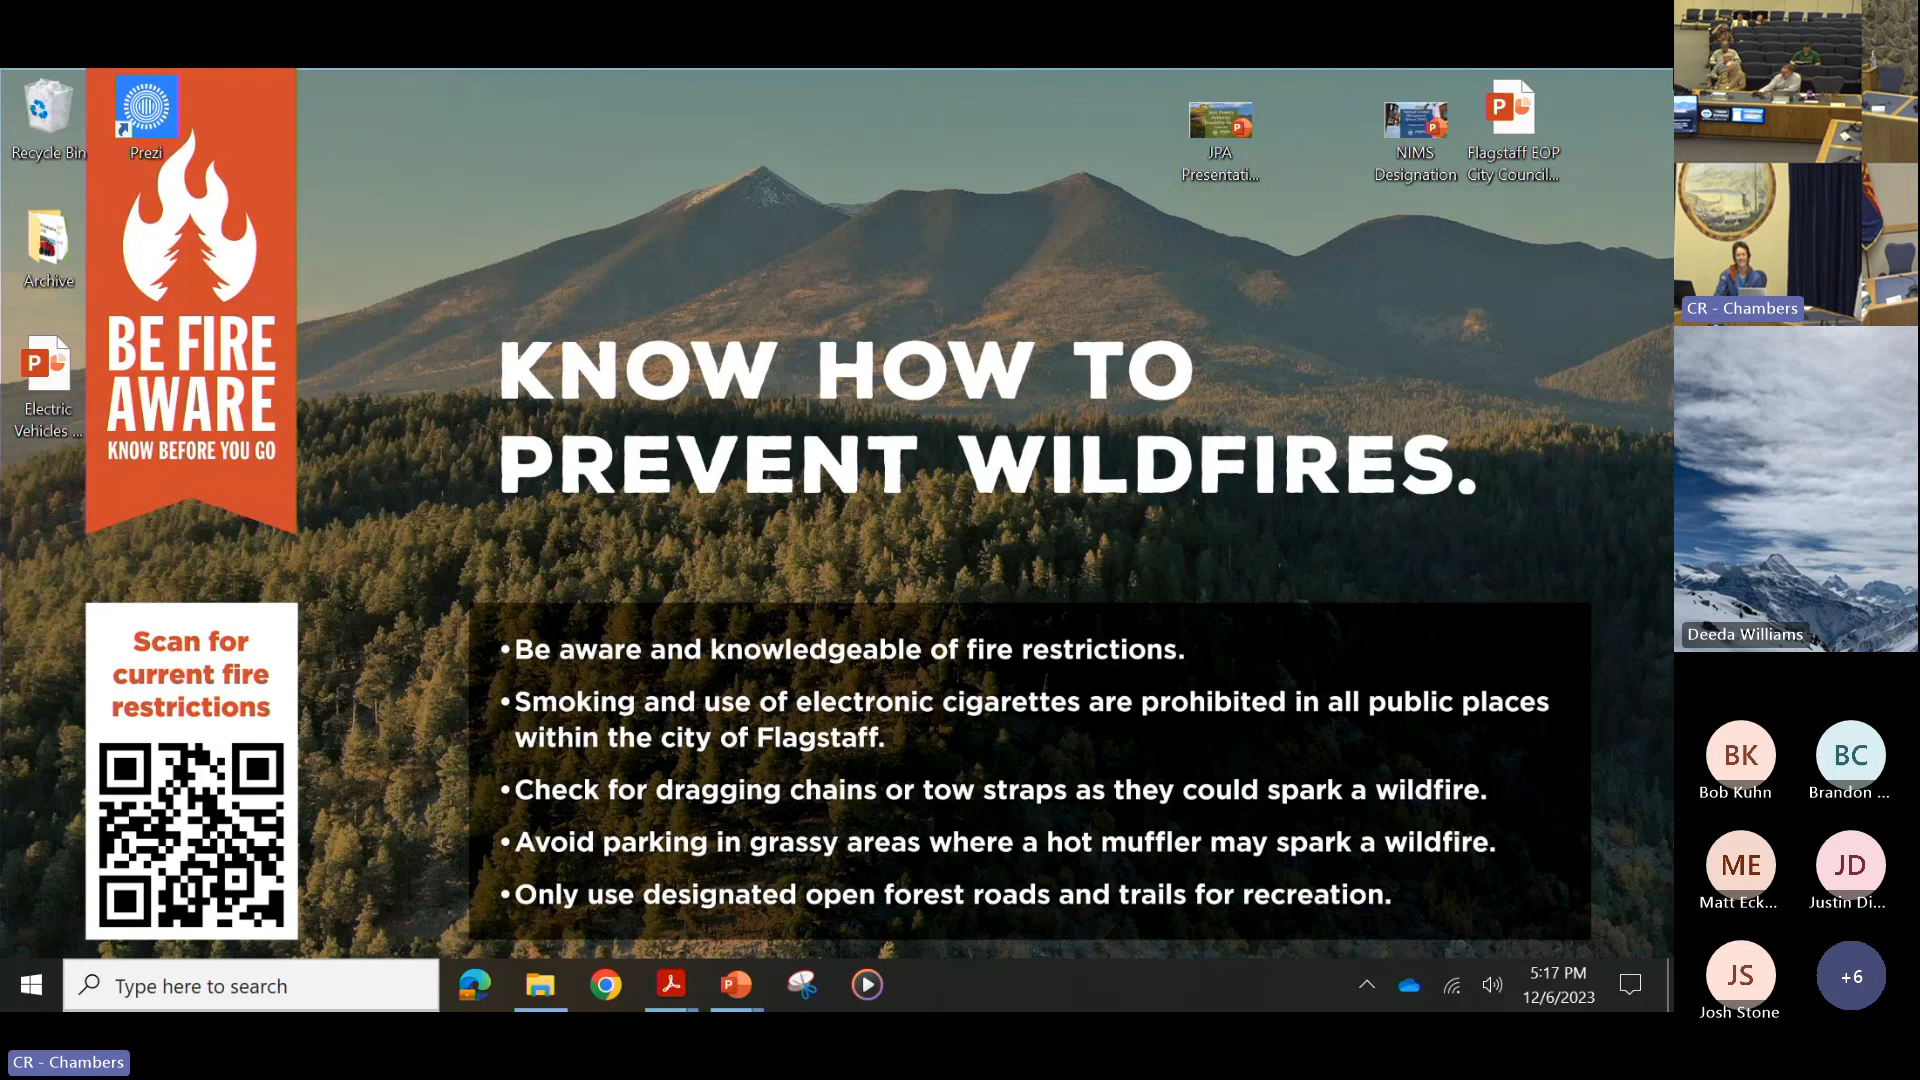 Recycle Bin
Prezi
Archive
Electric
Vehicles ...
BE FIRE
AWARE
KNOW BEFORE YOU GO
JPA
Presentati...
NIMS
Designation
Flagstaff EOP
City Council...
KNOW HOW TO
PREVENT WILDFIRES.
Scan for
current fire
restrictions
•Be aware and knowledgeable of fire restrictions.
•Smoking and use of electronic cigarettes are prohibited in all public places
within the city of Flagstaff.
•Check for dragging chains or tow straps as they could spark a wildfire.
•Avoid parking in grassy areas where a hot muffler may spark a wildfire.
•Only use designated open forest roads and trails for recreation.
Type here to search
5:17 PM
12/6/2023
CR - Chambers
CR - Chambers
Deeda Williams
BK
Bob Kuhn
BC
Brandon ...
ME
Matt Eck...
JD
Justin Di...
JS
Josh Stone
+6